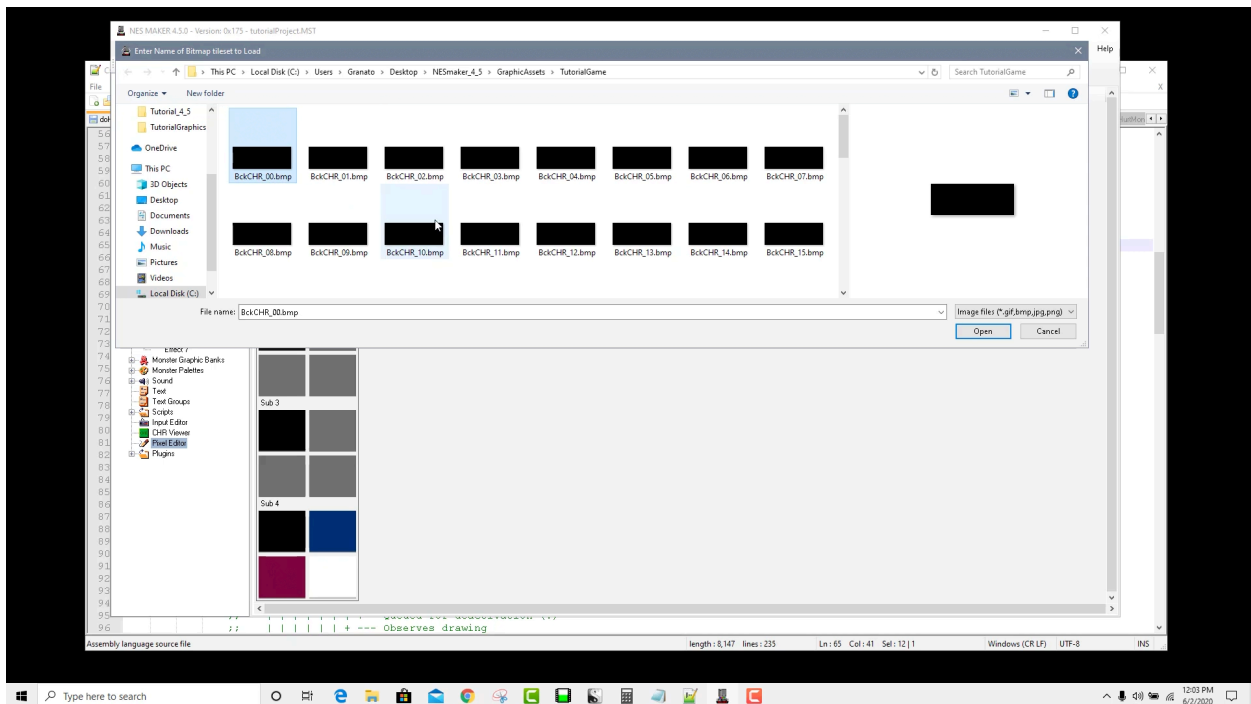 NES MAKER 4.5.0 - Version: 0x175 - tutorialProject.MST
Enter Name of Bitmap tileset to Load
Help
> This PC > Local Disk (C:) > Users > Granato > Desktop > NESmaker_4_5 > GraphicAssets > TutorialGame
Search TutorialGame
File
Organize
New folder
Tutorial_4_5
TutorialGraphics
OneDrive
This PC
3D Objects
Desktop
Documents
Downloads
Music
Pictures
Videos
Local Disk (C:)
BckCHR_00.bmp BckCHR_01.bmp BckCHR_02.bmp BckCHR_03.bmp BckCHR_04.bmp BckCHR_05.bmp BckCHR_06.bmp BckCHR_07.bmp
BckCHR_08.bmp BckCHR_09.bmp BckCHR_10.bmp BckCHR_11.bmp BckCHR_12.bmp BckCHR_13.bmp BckCHR_14.bmp BckCHR_15.bmp
File name: BckCHR_00.bmp
Image files (*.gif,bmp,jpg,png)
Open Cancel
56
57
58
59
60
61
62
63
64
65
66
67
68
69
70
71
72
73
74
75
76
77
78
79
80
81
82
83
84
85
86
87
88
89
90
91
92
93
94
95
96 ;; | | | | | | + --- Observes drawing
Effect 7
Monster Graphic Banks
Monster Palettes
Sound
Text
Text Groups
Scripts
Input Editor
CHR Viewer
Pixel Editor
Plugins
Sub 3
Sub 4
Assembly language source file length : 8,147 lines : 235 Ln : 65 Col : 41 Sel : 12 | 1 Windows (CR LF) UTF-8 INS
Type here to search
12:03 PM
6/2/2020